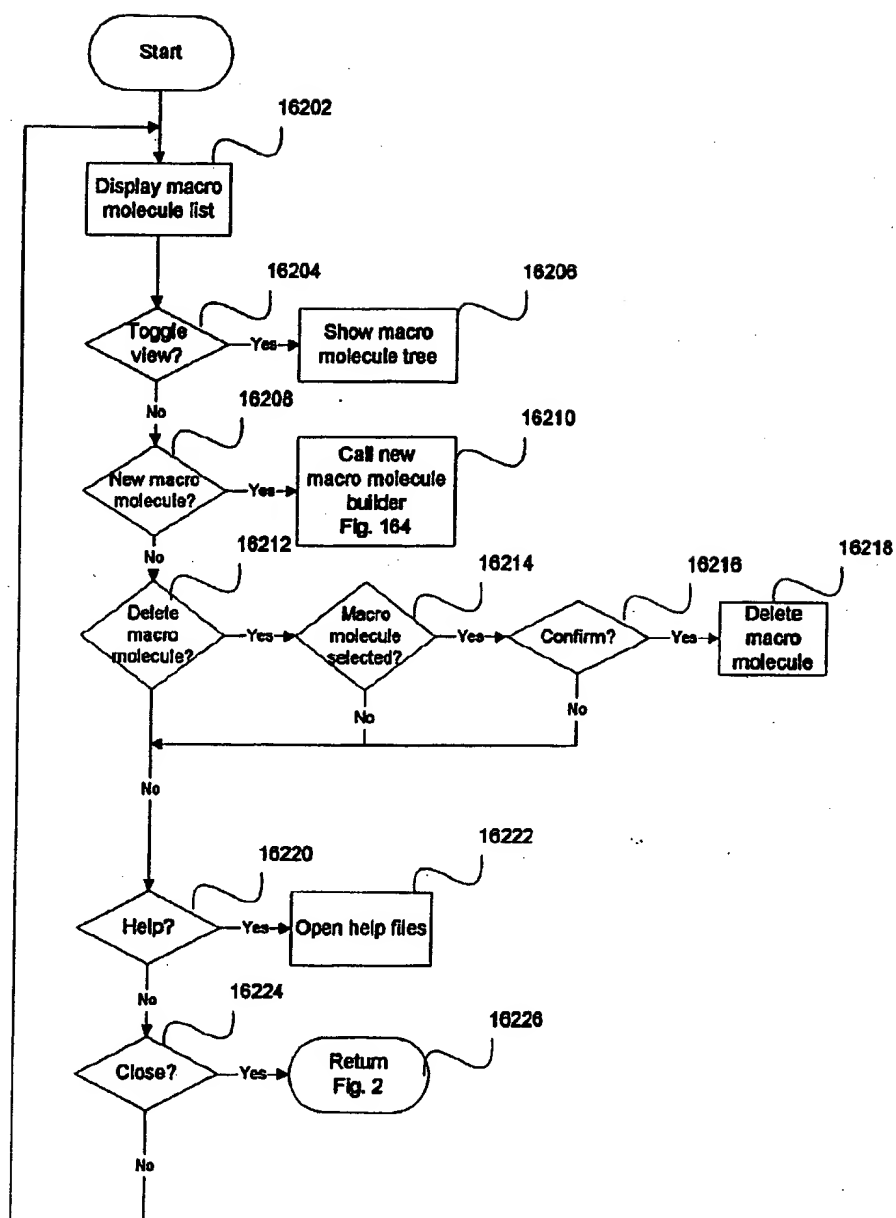 Start
16202
Display macro
molecule list
16204
Toggle
view?
Yes
16206
Show macro
molecule tree
No
16208
New macro
molecule?
Yes
16210
Call new
macro molecule
builder
Fig. 164
No
16212
Delete
macro
molecule?
Yes
16214
Macro
molecule
selected?
Yes
16216
Confirm?
Yes
16218
Delete
macro
molecule
No
No
No
16220
Help?
Yes
16222
Open help files
No
16224
Close?
Yes
16226
Return
Fig. 2
No